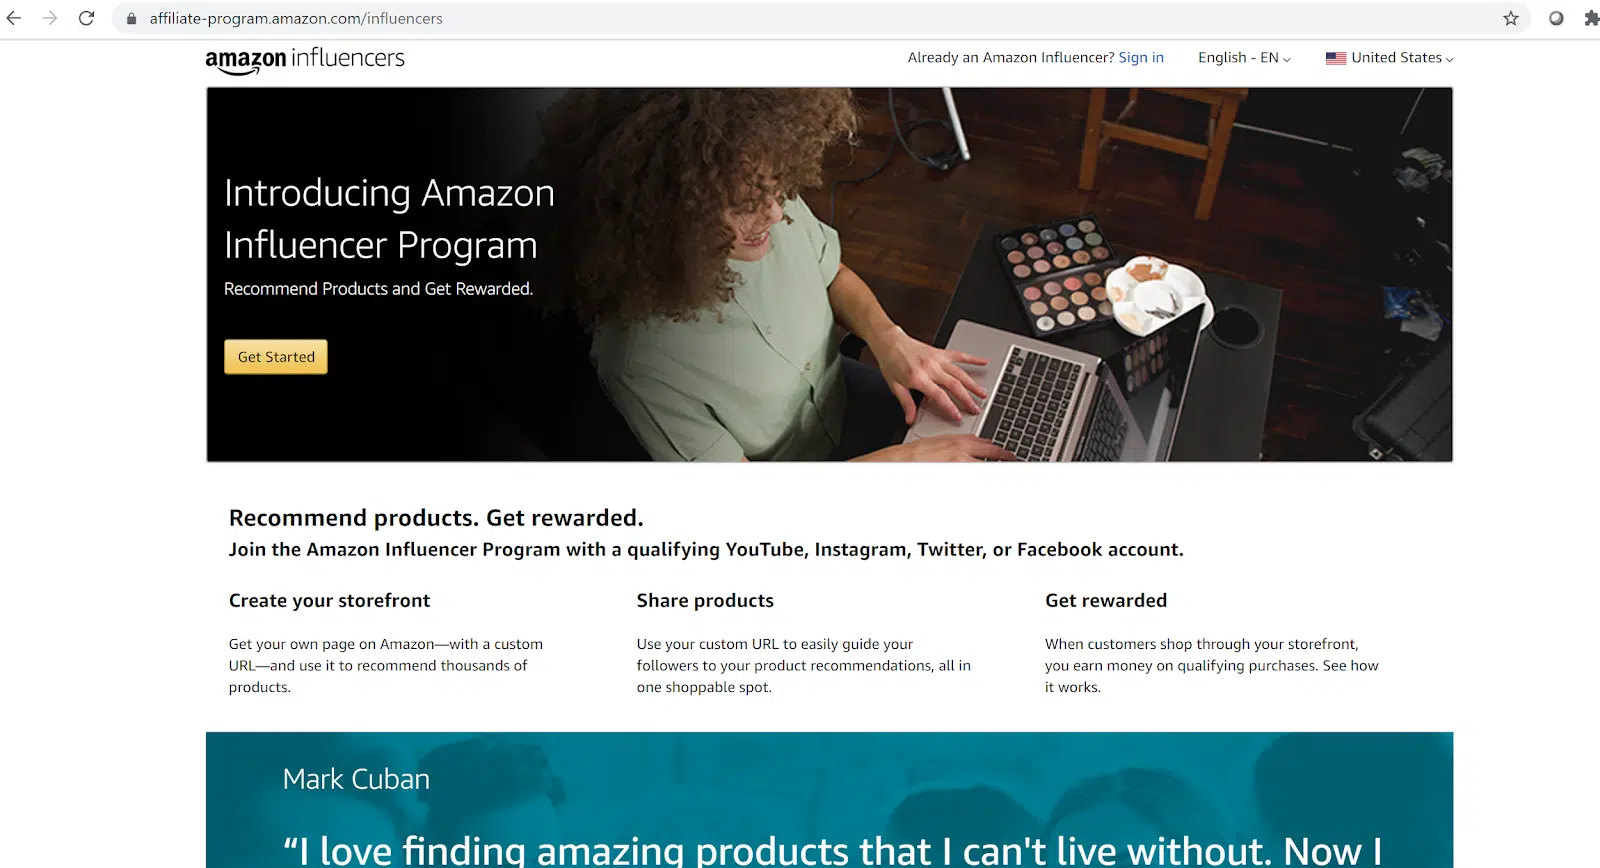 affiliate-program.amazon.com/influencers
amazon influencers
Already an Amazon Influencer? Sign in
English - EN
United States
Introducing Amazon
Influencer Program
Recommend Products and Get Rewarded.
Get Started
Recommend products. Get rewarded.
Join the Amazon Influencer Program with a qualifying YouTube, Instagram, Twitter, or Facebook account.
Create your storefront
Get your own page on Amazon—with a custom
URL—and use it to recommend thousands of
products.
Share products
Use your custom URL to easily guide your
followers to your product recommendations, all in
one shoppable spot.
Get rewarded
When customers shop through your storefront,
you earn money on qualifying purchases. See how
it works.
Mark Cuban
“I love finding amazing products that I can't live without. Now I